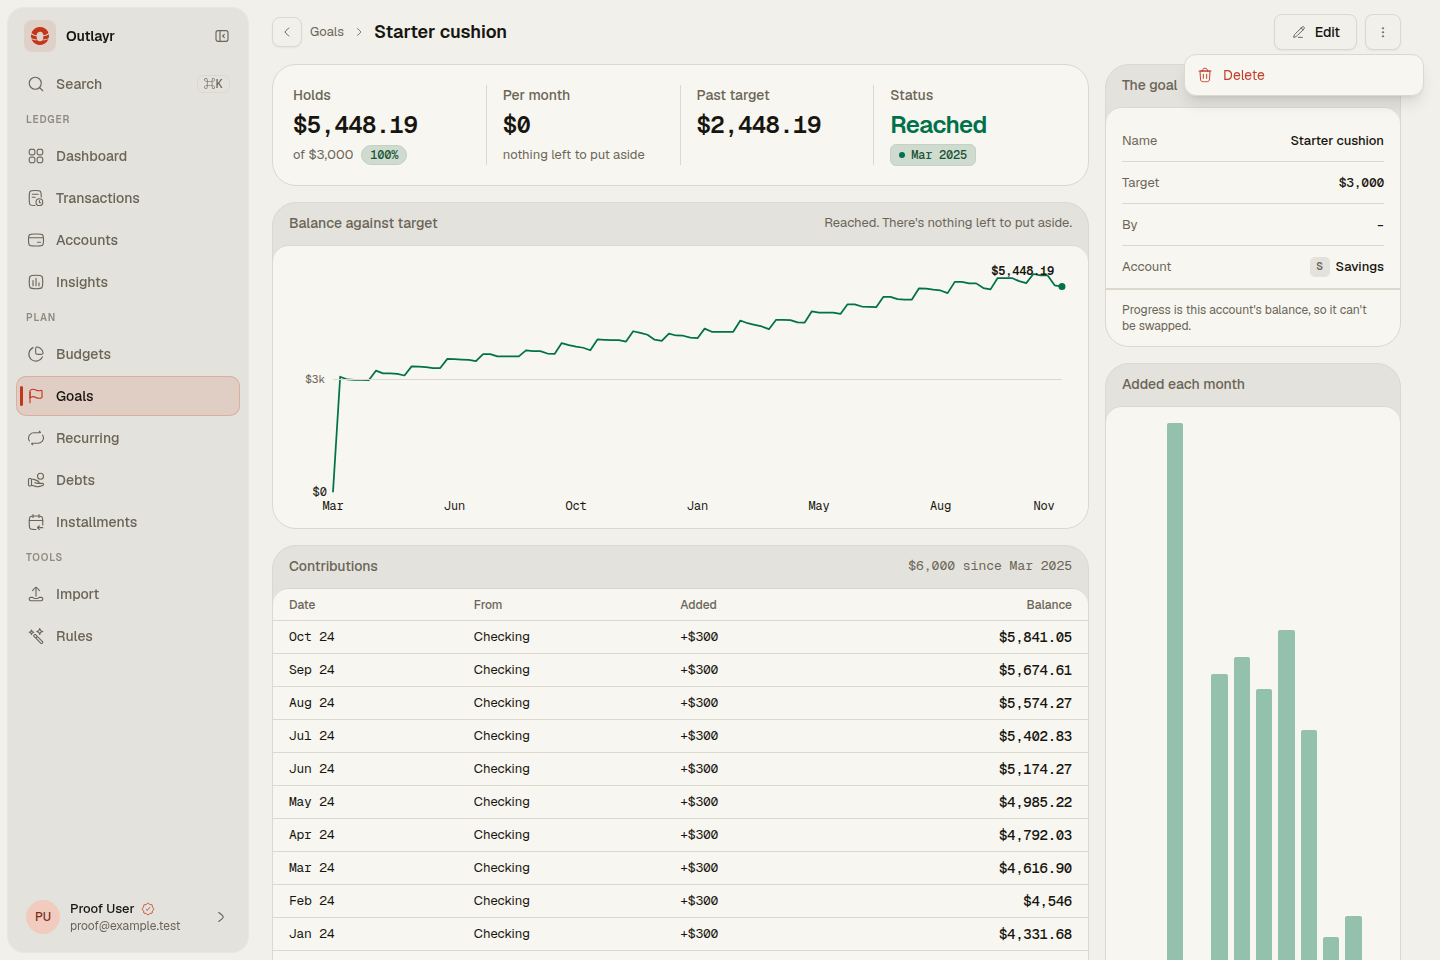 Outlayr
Search ⌘K
LEDGER
Dashboard
Transactions
Accounts
Insights
PLAN
Budgets
Goals
Recurring
Debts
Installments
TOOLS
Import
Rules
PU Proof User
proof@example.test
Goals Starter cushion
Edit
Delete
Holds
$5,448.19
of $3,000 100%
Per month
$0
nothing left to put aside
Past target
$2,448.19
Status
Reached
Mar 2025
Balance against target Reached. There's nothing left to put aside.
$5,448.19
$3k
$0
Mar Jun Oct Jan May Aug Nov
Contributions $6,000 since Mar 2025
Date From Added Balance
Oct 24 Checking +$300 $5,841.05
Sep 24 Checking +$300 $5,674.61
Aug 24 Checking +$300 $5,574.27
Jul 24 Checking +$300 $5,402.83
Jun 24 Checking +$300 $5,174.27
May 24 Checking +$300 $4,985.22
Apr 24 Checking +$300 $4,792.03
Mar 24 Checking +$300 $4,616.90
Feb 24 Checking +$300 $4,546
Jan 24 Checking +$300 $4,331.68
The goal
Name Starter cushion
Target $3,000
By –
Account S Savings
Progress is this account's balance, so it can't
be swapped.
Added each month